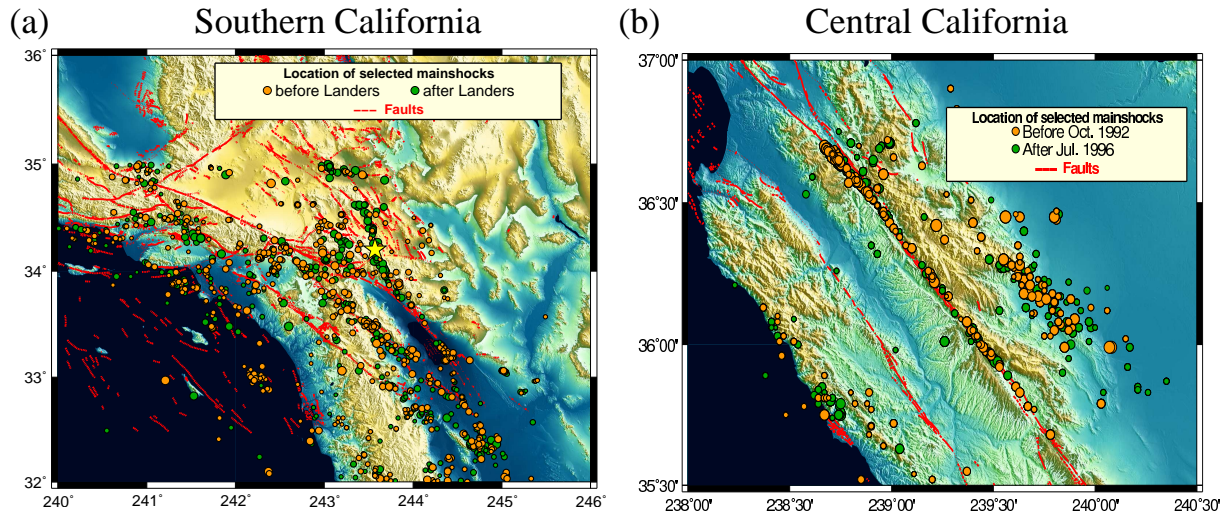 (a) Southern California
36˚
35˚
34˚
33˚
32˚
240 241 242 243 244 245 246
Location of selected mainshocks
before Landers after Landers
Faults
(b) Central California
37˚00'
36˚30'
36˚00'
35˚30'
238˚00' 238˚30' 239˚00' 239˚30' 240˚00' 240˚30'
Location of selected mainshocks
Before Oct. 1992
After Jul. 1996
Faults